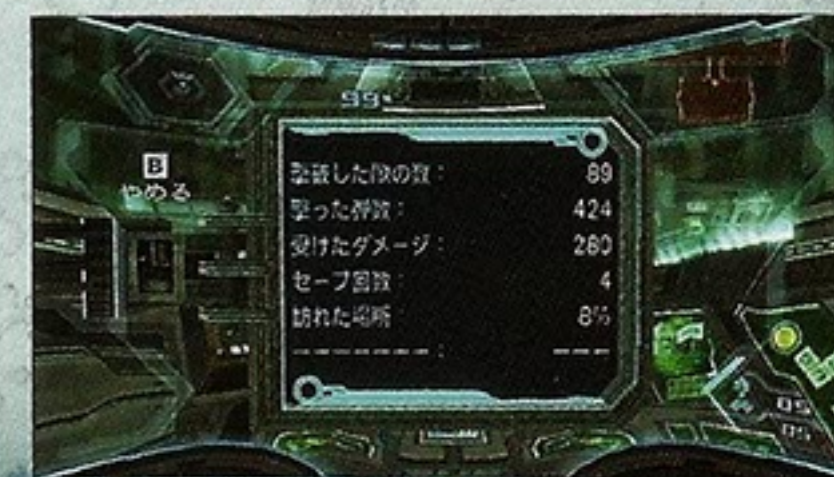 99
B
やめる
撃破した敵の数： 89
撃った弾数： 424
受けたダメージ： 280
セーブ回数： 4
訪れた場所： 8%
----------： ---
05
05